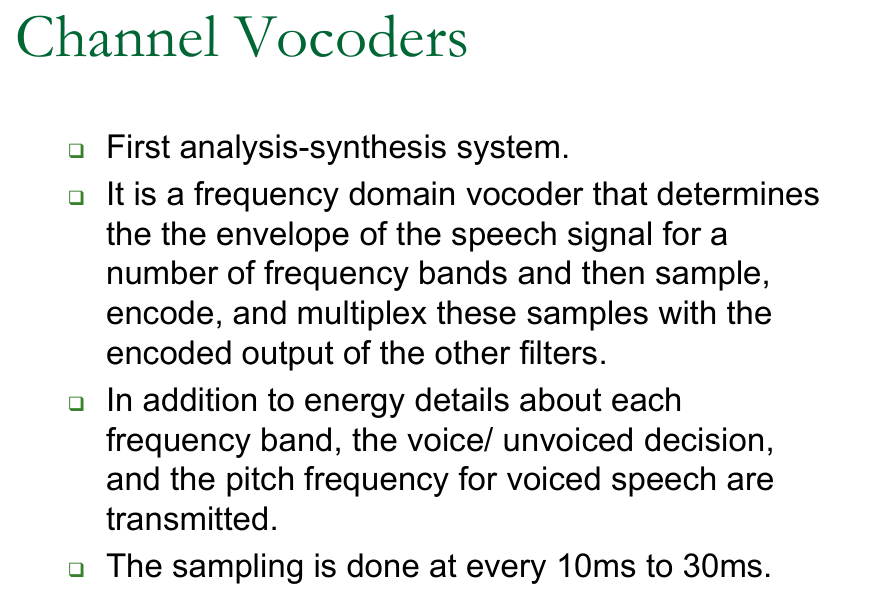 Channel Vocoders
❑ First analysis-synthesis system.
❑ It is a frequency domain vocoder that determines
the the envelope of the speech signal for a
number of frequency bands and then sample,
encode, and multiplex these samples with the
encoded output of the other filters.
❑ In addition to energy details about each
frequency band, the voice/ unvoiced decision,
and the pitch frequency for voiced speech are
transmitted.
❑ The sampling is done at every 10ms to 30ms.